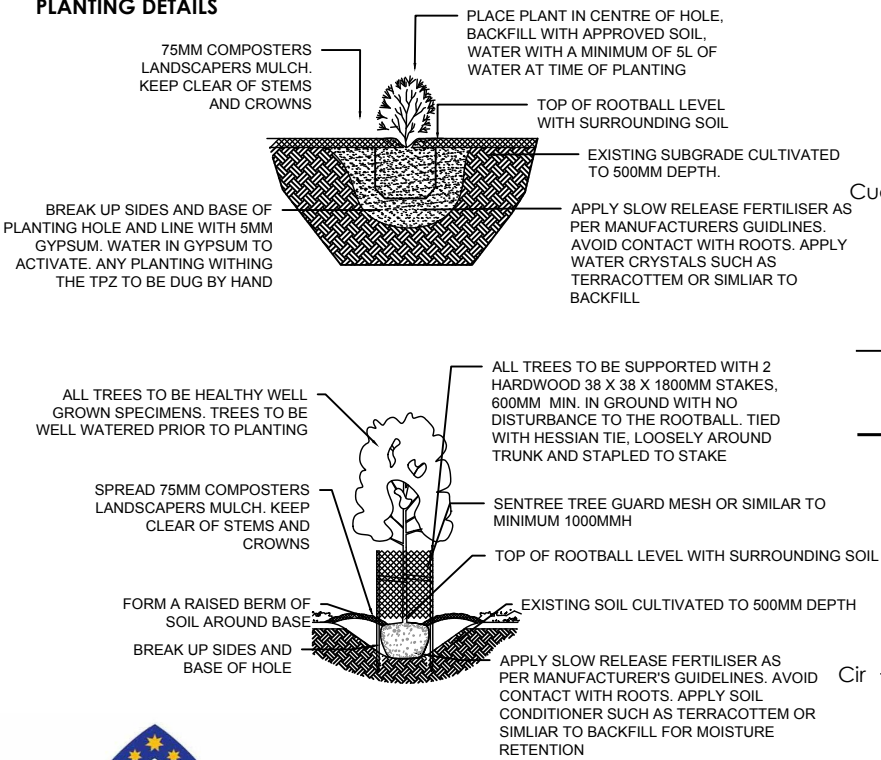 PLANTING DETAILS
PLACE PLANT IN CENTRE OF HOLE,
BACKFILL WITH APPROVED SOIL,
WATER WITH A MINIMUM OF 5L OF
WATER AT TIME OF PLANTING
75MM COMPOSTERS
LANDSCAPERS MULCH.
KEEP CLEAR OF STEMS
AND CROWNS
TOP OF ROOTBALL LEVEL
WITH SURROUNDING SOIL
EXISTING SUBGRADE CULTIVATED
TO 500MM DEPTH.
BREAK UP SIDES AND BASE OF
PLANTING HOLE AND LINE WITH 5MM
GYPSUM. WATER IN GYPSUM TO
ACTIVATE. ANY PLANTING WITHING
THE TPZ TO BE DUG BY HAND
APPLY SLOW RELEASE FERTILISER AS
PER MANUFACTURERS GUIDLINES.
AVOID CONTACT WITH ROOTS. APPLY
WATER CRYSTALS SUCH AS
TERRACOTTEM OR SIMLIAR TO
BACKFILL
ALL TREES TO BE HEALTHY WELL
GROWN SPECIMENS. TREES TO BE
WELL WATERED PRIOR TO PLANTING
ALL TREES TO BE SUPPORTED WITH 2
HARDWOOD 38 X 38 X 1800MM STAKES,
600MM MIN. IN GROUND WITH NO
DISTURBANCE TO THE ROOTBALL. TIED
WITH HESSIAN TIE, LOOSELY AROUND
TRUNK AND STAPLED TO STAKE
SPREAD 75MM COMPOSTERS
LANDSCAPERS MULCH. KEEP
CLEAR OF STEMS AND
CROWNS
SENTREE TREE GUARD MESH OR SIMILAR TO
MINIMUM 1000MMH
TOP OF ROOTBALL LEVEL WITH SURROUNDING SOIL
FORM A RAISED BERM OF
SOIL AROUND BASE
EXISTING SOIL CULTIVATED TO 500MM DEPTH
BREAK UP SIDES AND
BASE OF HOLE
APPLY SLOW RELEASE FERTILISER AS
PER MANUFACTURER'S GUIDELINES. AVOID
CONTACT WITH ROOTS. APPLY SOIL
CONDITIONER SUCH AS TERRACOTTEM OR
SIMLIAR TO BACKFILL FOR MOISTURE
RETENTION
Cir